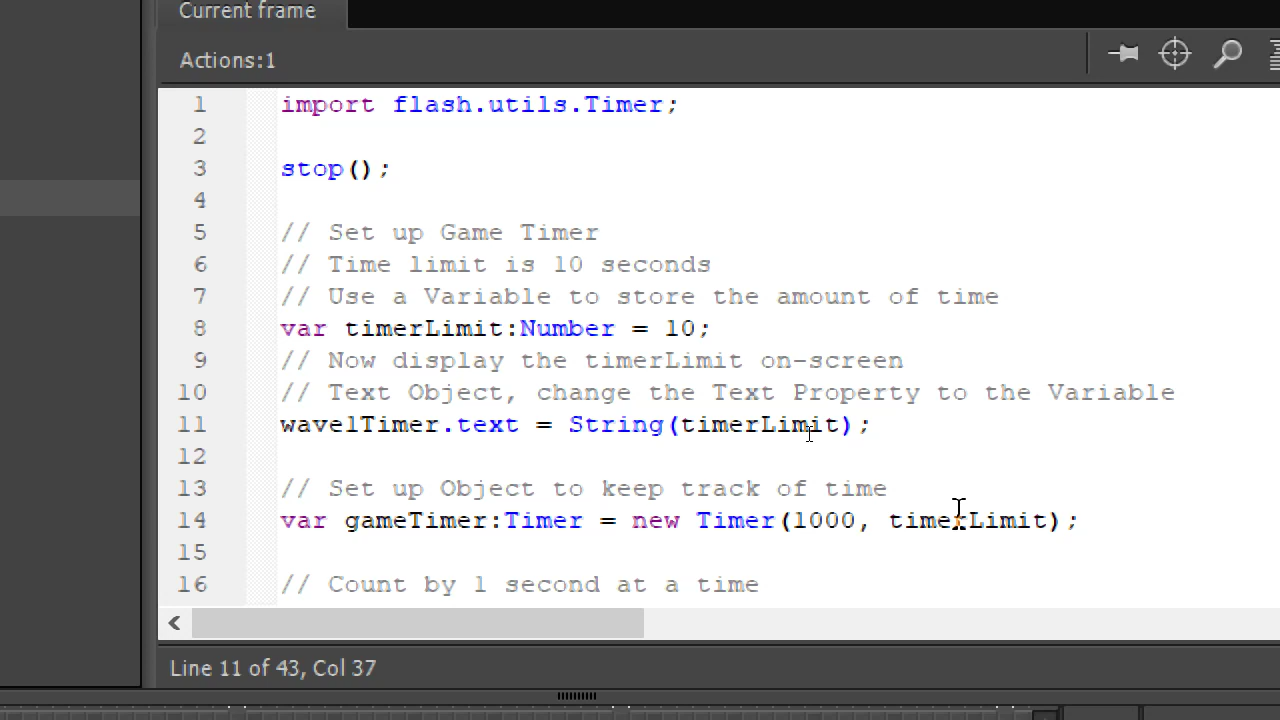 Current frame
Actions:1
1 import flash.utils.Timer;
2
3 stop();
4
5 // Set up Game Timer
6 // Time limit is 10 seconds
7 // Use a Variable to store the amount of time
8 var timerLimit:Number = 10;
9 // Now display the timerLimit on-screen
10 // Text Object, change the Text Property to the Variable
11 wave1Timer.text = String(timerLimit);
12
13 // Set up Object to keep track of time
14 var gameTimer:Timer = new Timer(1000, timerLimit);
15
16 // Count by 1 second at a time
Line 11 of 43, Col 37